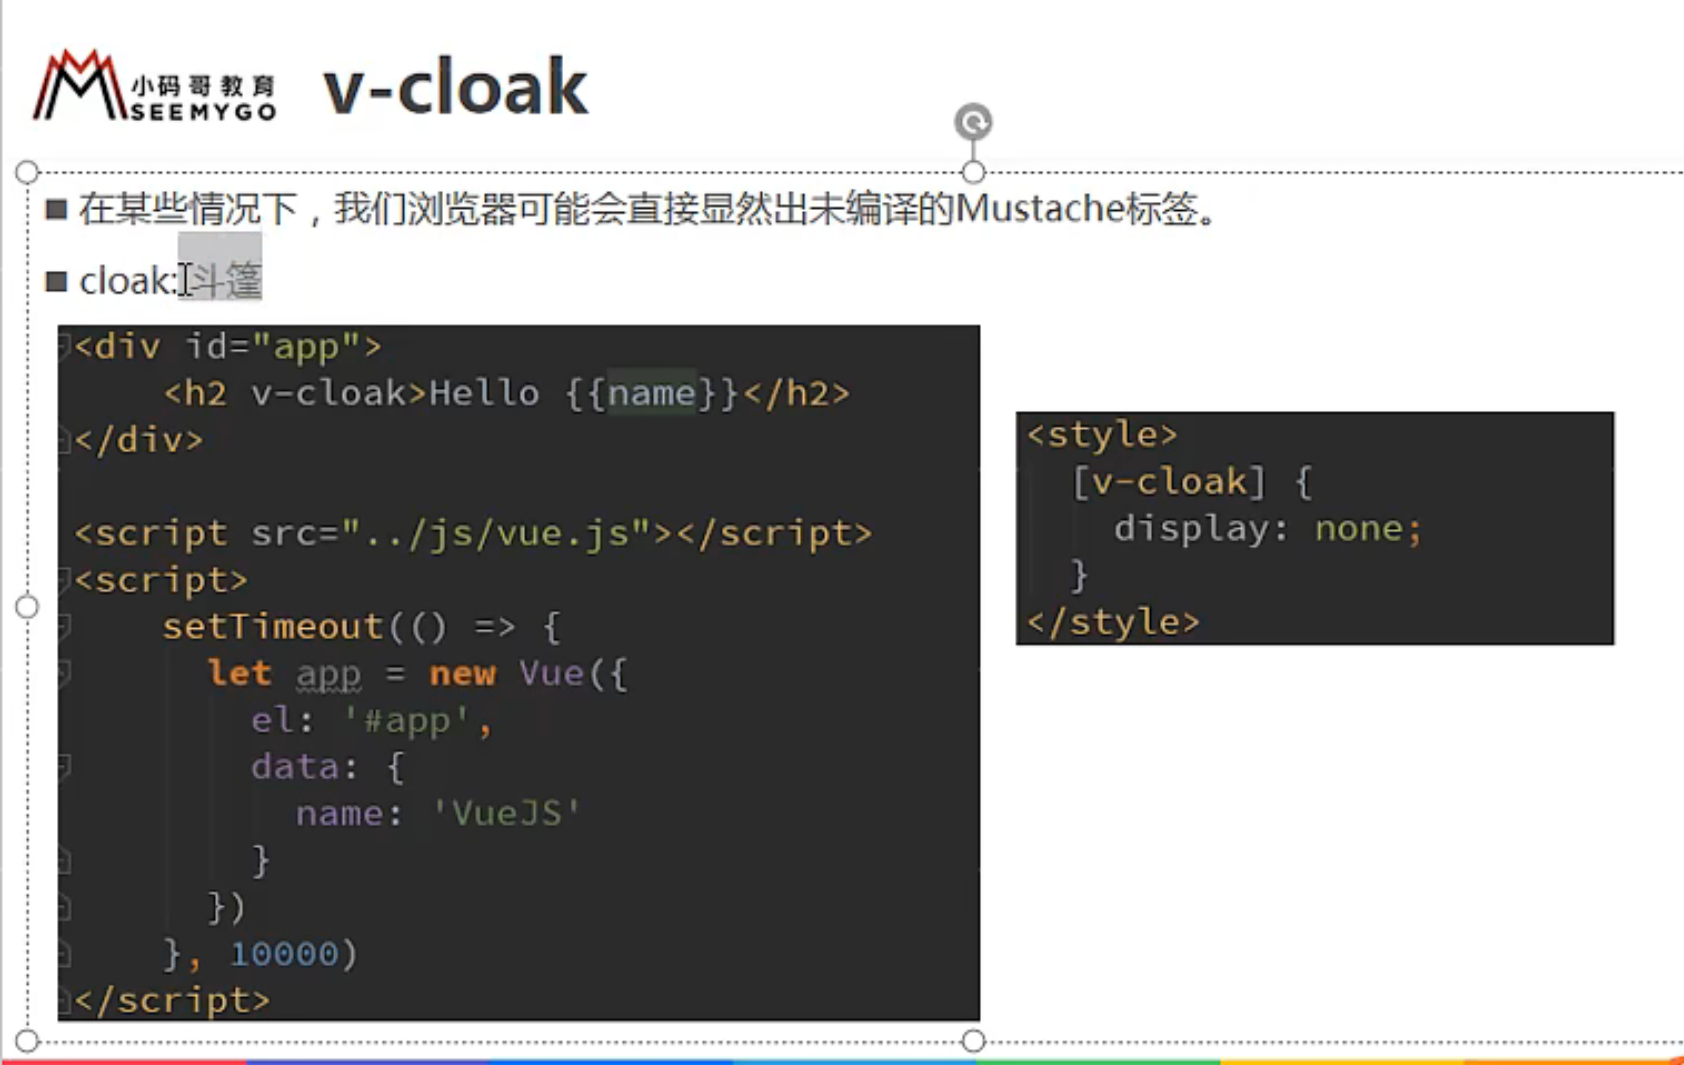 小码哥教育
SEEMYGO
v-cloak
在某些情况下，我们浏览器可能会直接显然出未编译的Mustache标签。
cloak: 斗篷
<div id="app">
    <h2 v-cloak>Hello {{name}}</h2>
</div>
<script src="../js/vue.js"></script>
<script>
    setTimeout(() => {
      let app = new Vue({
        el: '#app',
        data: {
          name: 'VueJS'
        }
      })
    }, 10000)
</script>
<style>
  [v-cloak] {
    display: none;
  }
</style>